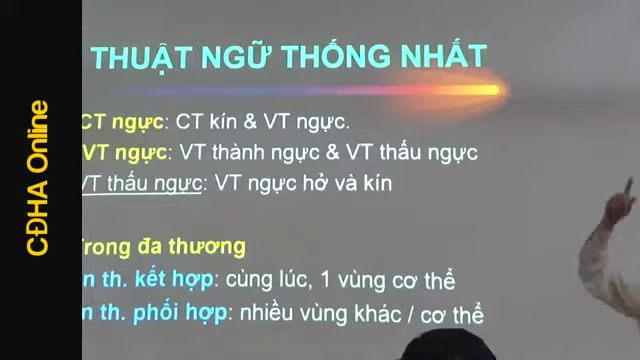 CĐHA Online
THUẬT NGỮ THỐNG NHẤT
CT ngực: CT kín & VT ngực.
VT ngực: VT thành ngực & VT thấu ngực
VT thấu ngực: VT ngực hở và kín
Trong đa thương
th. kết hợp: cùng lúc, 1 vùng cơ thể
th. phối hợp: nhiều vùng khác / cơ thể